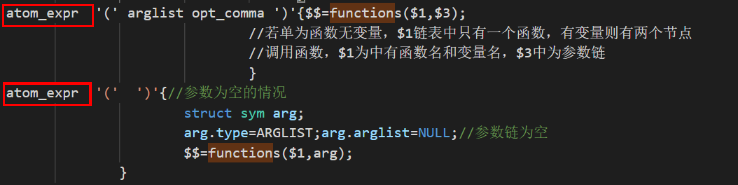 atom_expr '(' arglist opt_comma ')'{$$=functions($1,$3);
//若单为函数无变量，$1链表中只有一个函数，有变量则有两个节点
//调用函数，$1为中有函数名和变量名，$3中为参数链
}
atom_expr '(' ')'{//参数为空的情况
struct sym arg;
arg.type=ARGLIST;arg.arglist=NULL;//参数链为空
$$=functions($1,arg);
}